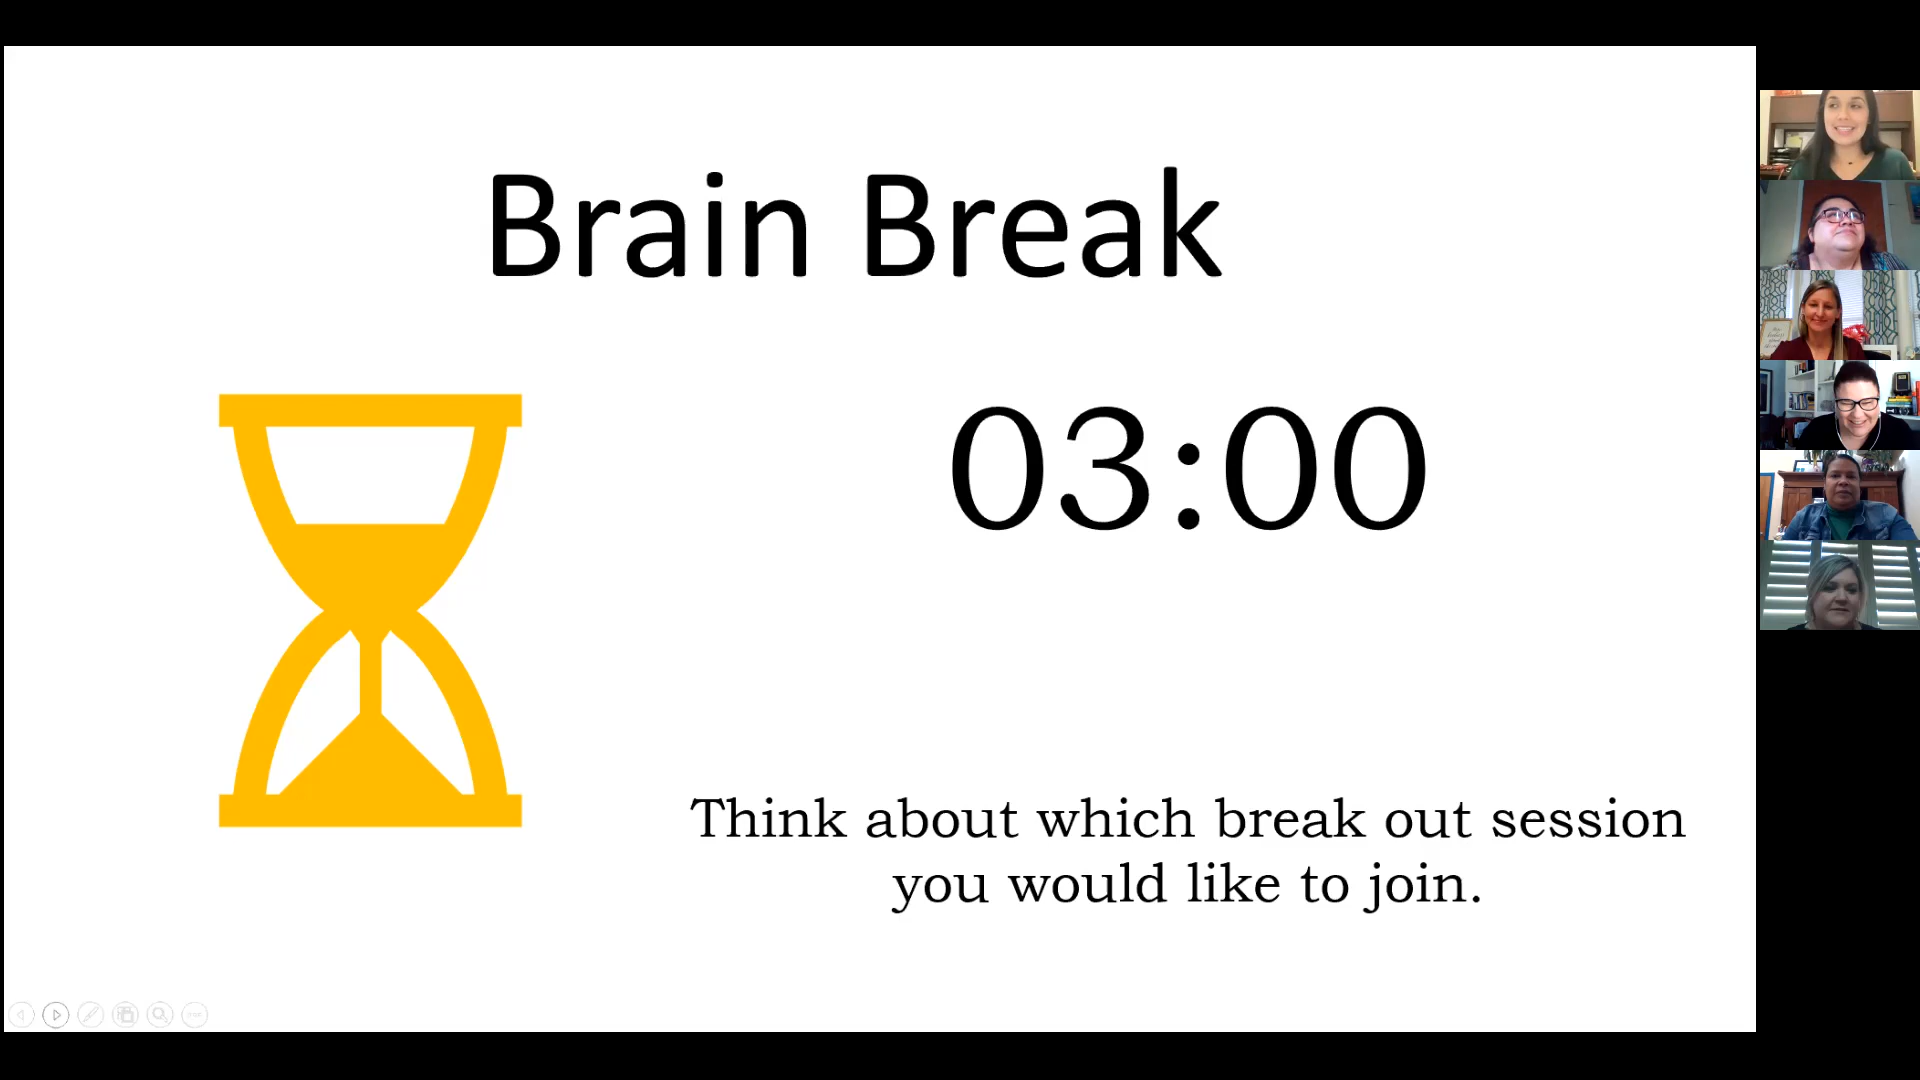 Brain Break
03:00
Think about which break out session
you would like to join.